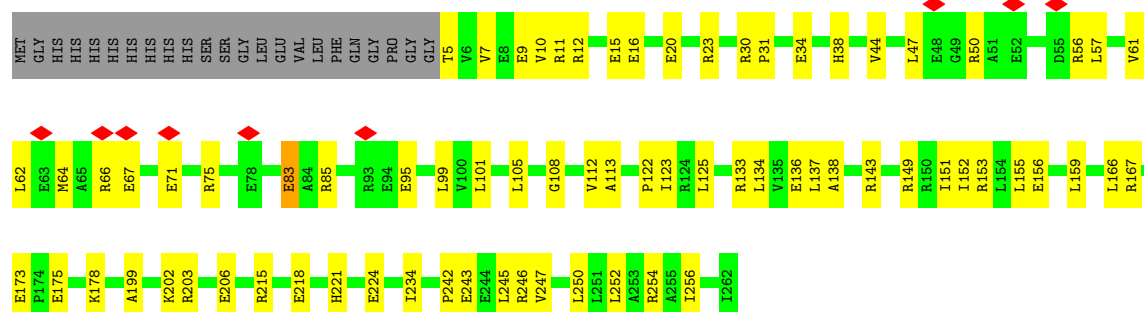 MET GLY HIS HIS HIS HIS HIS HIS HIS HIS HIS HIS SER SER GLY LEU GLU VAL LEU PHE GLN GLY PRO GLY GLY T5 V6 V7 E8 E9 V10 R11 R12 E15 E16 E20 R23 R30 P31 E34 H38 V44 L47 E48 G49 R50 A51 E52 D55 R56 L57 V61
L62 E63 M64 A65 R66 E67 E71 R75 E78 E83 A84 R85 R93 E94 E95 L99 V100 L101 L105 G108 V112 A113 P122 I123 R124 L125 R133 L134 V135 E136 L137 A138 R143 R149 R150 I151 I152 R153 L154 L155 E156 L159 L166 R167
E173 P174 E175 K178 A199 K202 R203 E206 R215 E218 H221 E224 I234 P242 E243 E244 L245 R246 V247 L250 L251 L252 A253 R254 A255 I256 I262